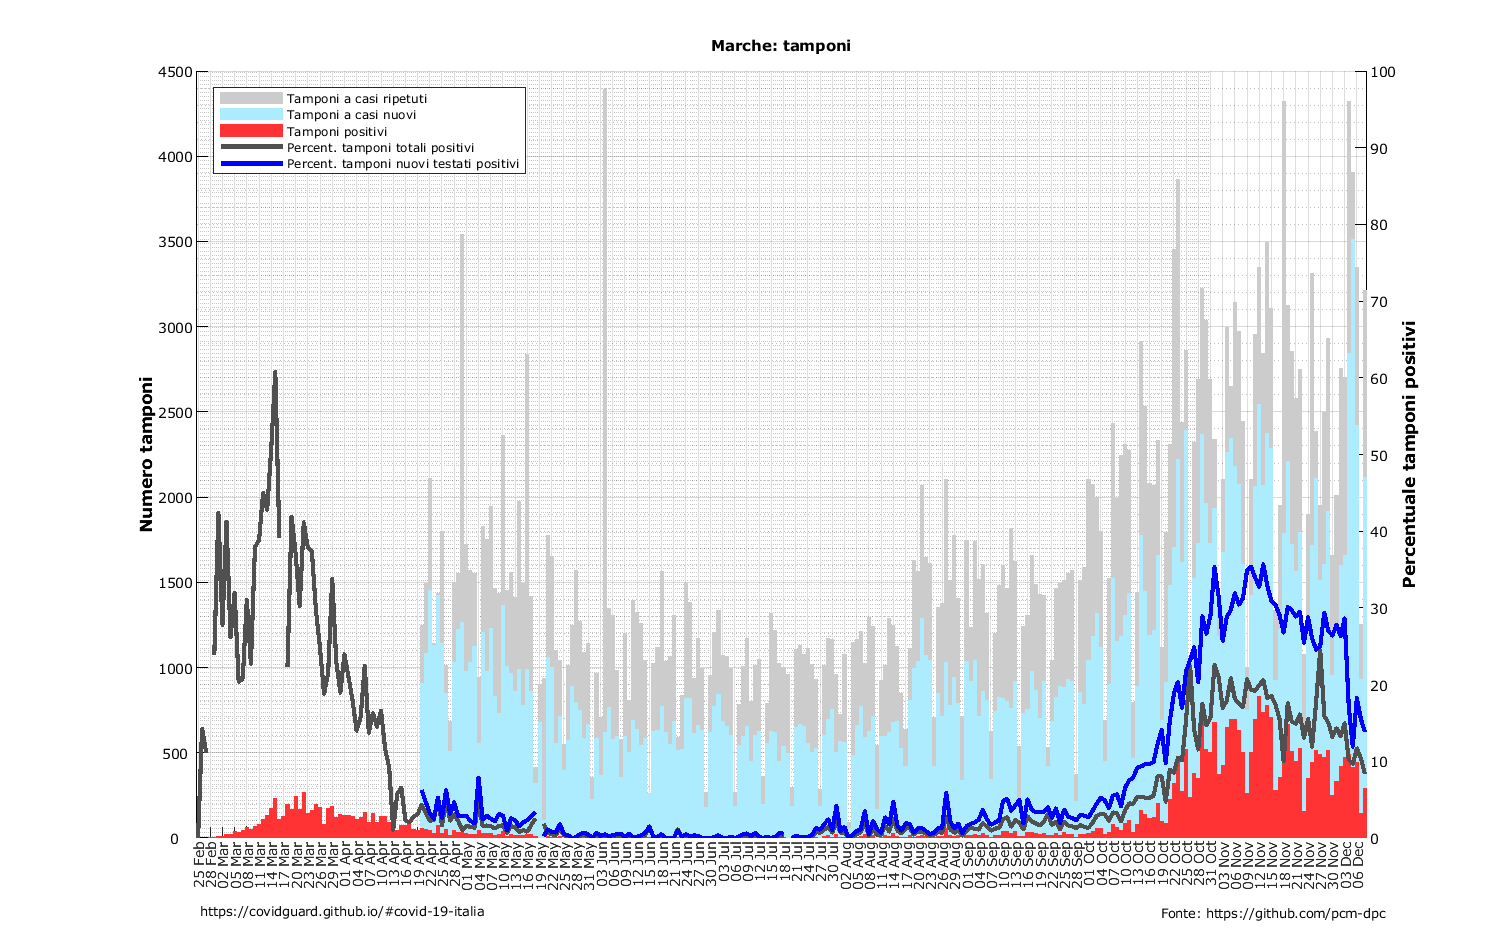 Marche: tamponi
Tamponi a casi ripetuti
Tamponi a casi nuovi
Tamponi positivi
Percent. tamponi totali positivi
Percent. tamponi nuovi testati positivi
Numero tamponi
4500
4000
3500
3000
2500
2000
1500
1000
500
0
100
90
80
70
60
50
40
30
20
10
0
Percentuale tamponi positivi
25 Feb
28 Feb
02 Mar
05 Mar
08 Mar
11 Mar
14 Mar
17 Mar
20 Mar
23 Mar
26 Mar
29 Mar
01 Apr
04 Apr
07 Apr
10 Apr
13 Apr
16 Apr
19 Apr
22 Apr
25 Apr
28 Apr
01 May
04 May
07 May
10 May
13 May
16 May
19 May
22 May
25 May
28 May
31 May
03 Jun
06 Jun
09 Jun
12 Jun
15 Jun
18 Jun
21 Jun
24 Jun
27 Jun
30 Jun
03 Jul
06 Jul
09 Jul
12 Jul
15 Jul
18 Jul
21 Jul
24 Jul
27 Jul
30 Jul
02 Aug
05 Aug
08 Aug
11 Aug
14 Aug
17 Aug
20 Aug
23 Aug
26 Aug
29 Aug
01 Sep
04 Sep
07 Sep
10 Sep
13 Sep
16 Sep
19 Sep
22 Sep
25 Sep
28 Sep
01 Oct
04 Oct
07 Oct
10 Oct
13 Oct
16 Oct
19 Oct
22 Oct
25 Oct
28 Oct
31 Oct
03 Nov
06 Nov
09 Nov
12 Nov
15 Nov
18 Nov
21 Nov
24 Nov
27 Nov
30 Nov
03 Dec
06 Dec
https://covidguard.github.io/#covid-19-italia
Fonte: https://github.com/pcm-dpc